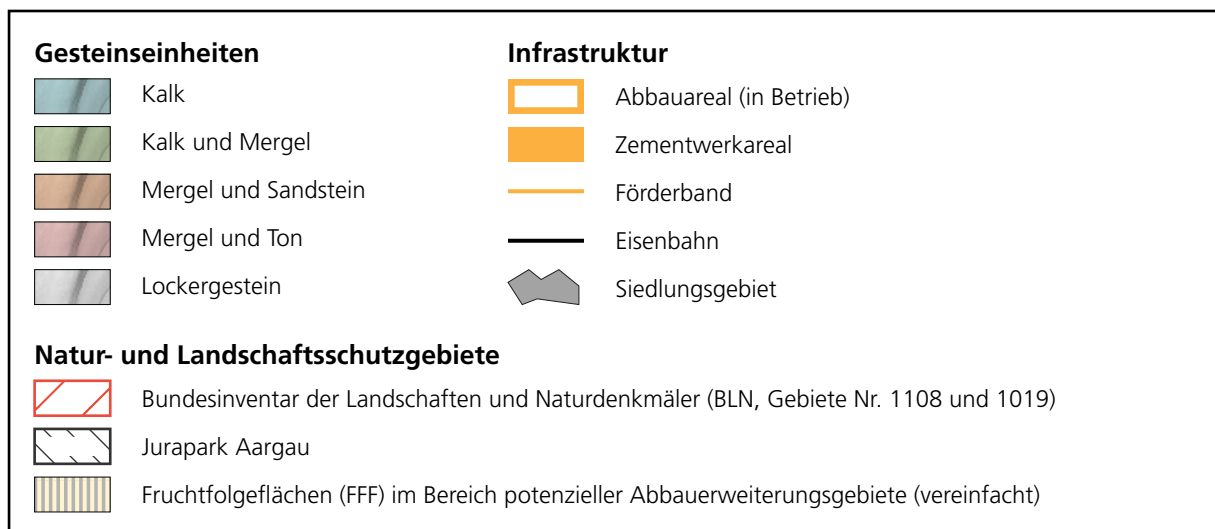 Gesteinseinheiten
Kalk
Kalk und Mergel
Mergel und Sandstein
Mergel und Ton
Lockergestein
Infrastruktur
Abbauareal (in Betrieb)
Zementwerkareal
Förderband
Eisenbahn
Siedlungsgebiet
Natur- und Landschaftsschutzgebiete
Bundesinventar der Landschaften und Naturdenkmäler (BLN, Gebiete Nr. 1108 und 1019)
Jurapark Aargau
Fruchtfolgeflächen (FFF) im Bereich potenzieller Abbauerweiterungsgebiete (vereinfacht)